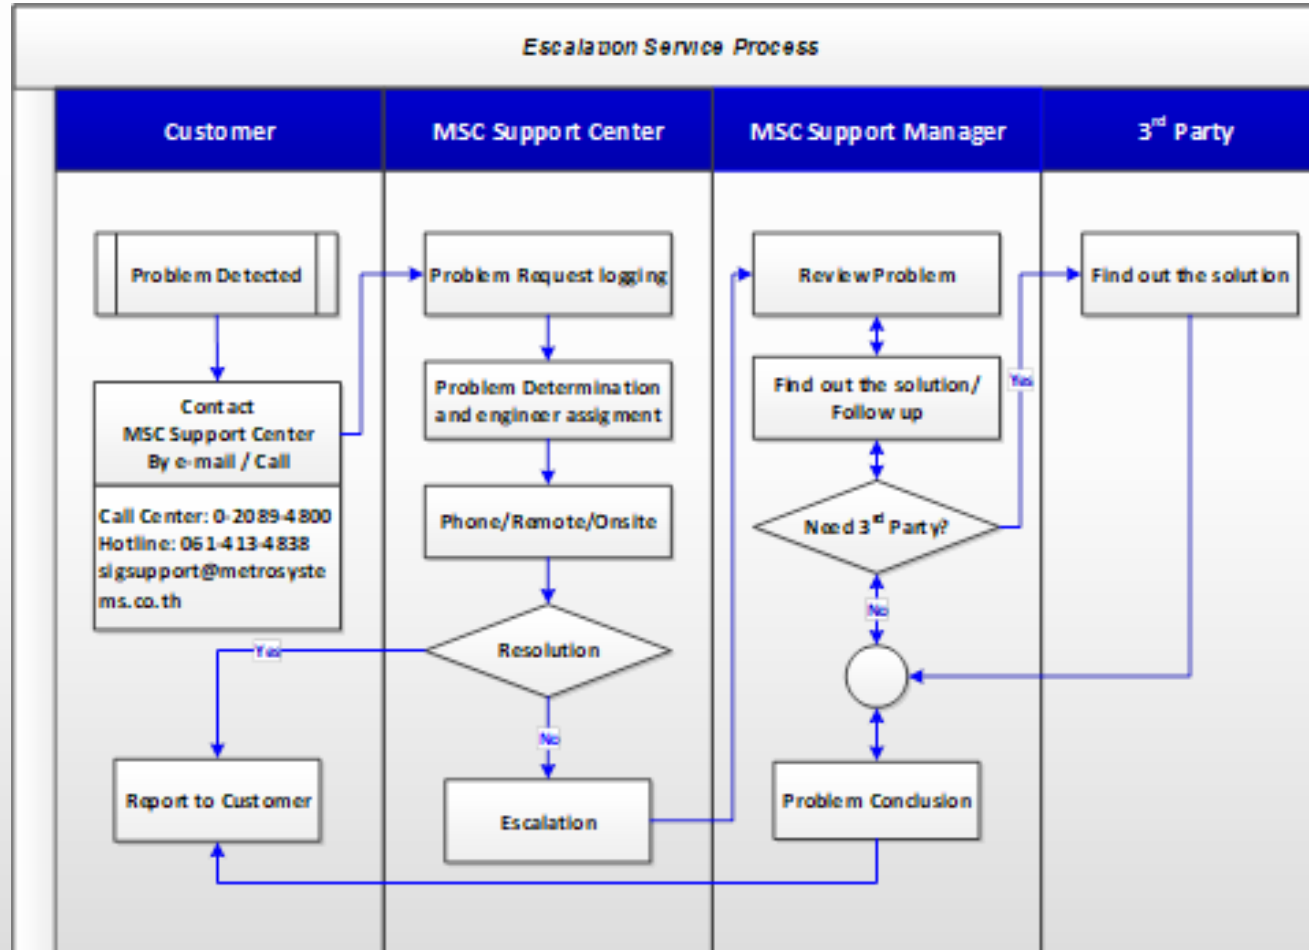 Escalation Service Process
Customer
MSC Support Center
MSC Support Manager
3rd Party
Problem Detected
Contact
MSC Support Center
By e-mail / Call
Call Center: 0-2089-4800
Hotline: 061-413-4838
sigsupport@metrosyste
ms.co.th
Report to Customer
Problem Request logging
Problem Determination
and engineer assigment
Phone/Remote/Onsite
Resolution
Yes
No
Escalation
Review Problem
Find out the solution/
Follow up
Need 3rd Party?
Yes
No
Problem Conclusion
Find out the solution